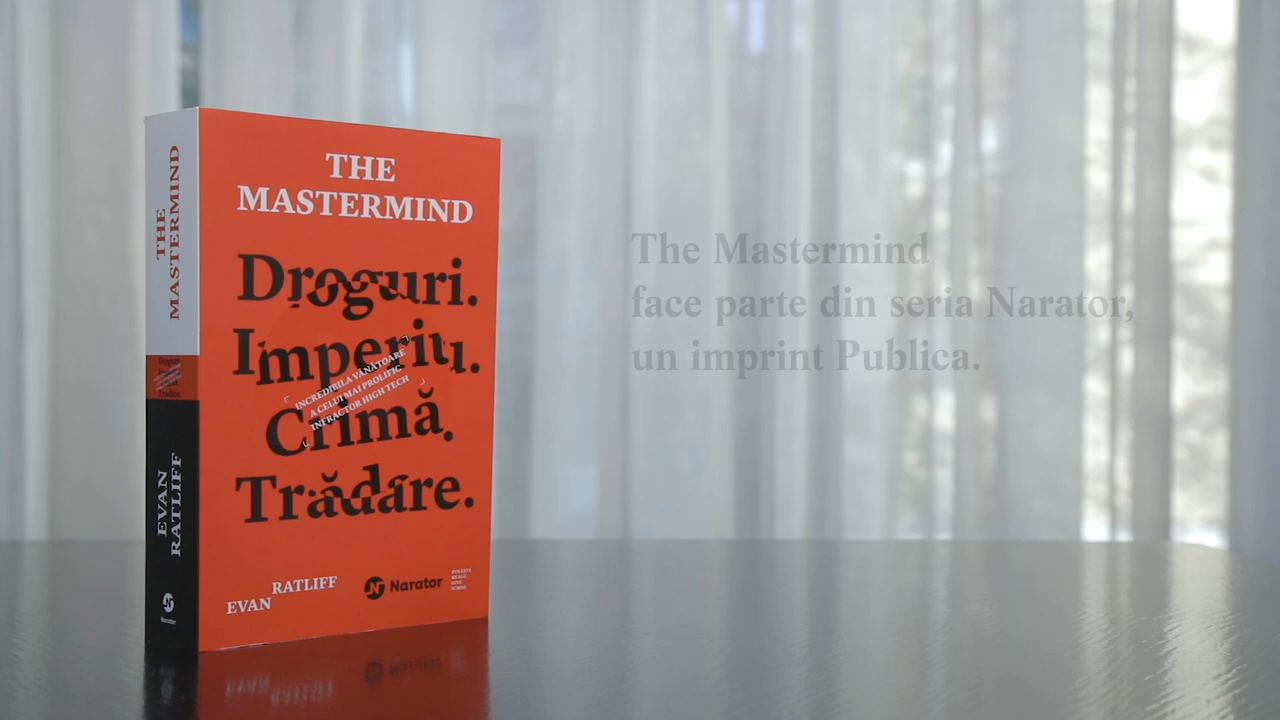 THE
MASTERMIND
Droguri.
Imperiu.
Crimă.
Trădare.
INCREDIBILA VÂNĂTOARE
A CELUI MAI PROLIFIC
INFRACTOR HIGH TECH
EVAN RATLIFF
Narator
THE
MASTERMIND
EVAN
RATLIFF
Narator
The Mastermind
face parte din seria Narator,
un imprint Publica.